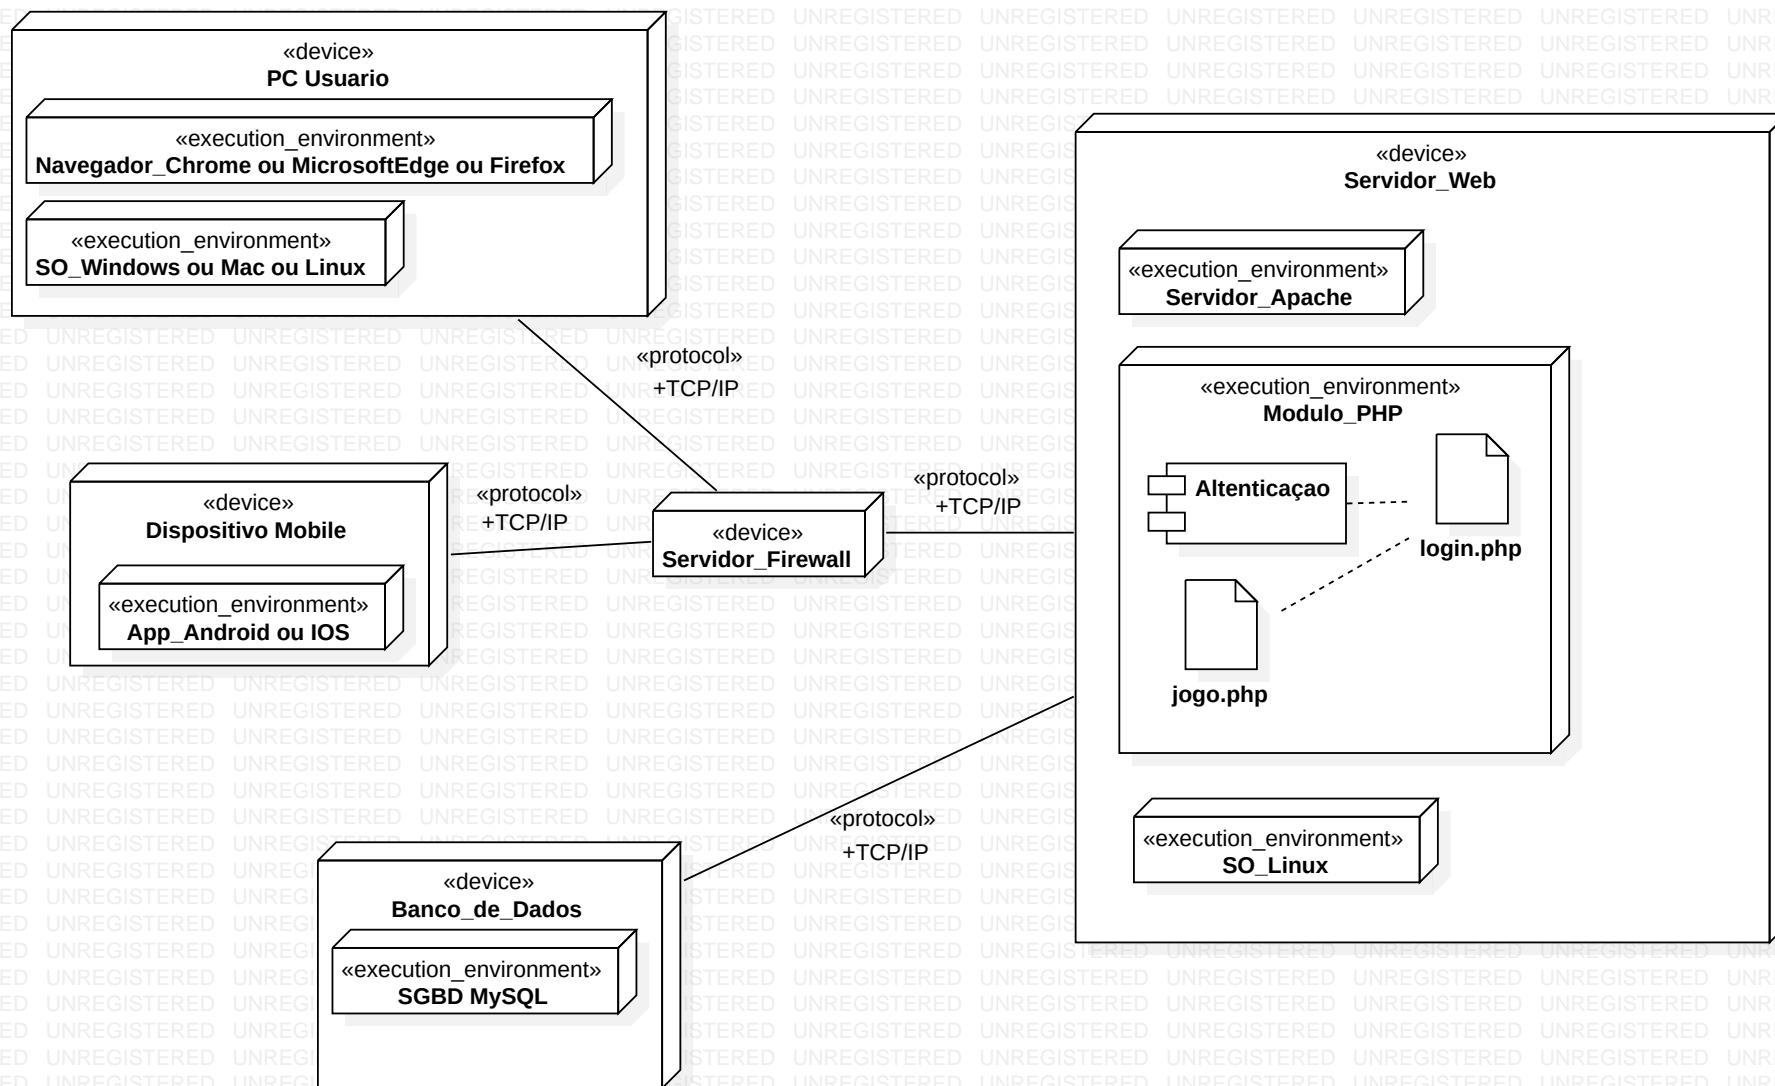 «device»
PC Usuario
«execution_environment»
Navegador_Chrome ou MicrosoftEdge ou Firefox
«execution_environment»
SO_Windows ou Mac ou Linux
«protocol»
+TCP/IP
«device»
Dispositivo Mobile
«execution_environment»
App_Android ou IOS
«protocol»
+TCP/IP
«device»
Servidor_Firewall
«protocol»
+TCP/IP
«device»
Servidor_Web
«execution_environment»
Servidor_Apache
«execution_environment»
Modulo_PHP
Altenticaçao
login.php
jogo.php
«execution_environment»
SO_Linux
«protocol»
+TCP/IP
«device»
Banco_de_Dados
«execution_environment»
SGBD MySQL
UNREGISTERED